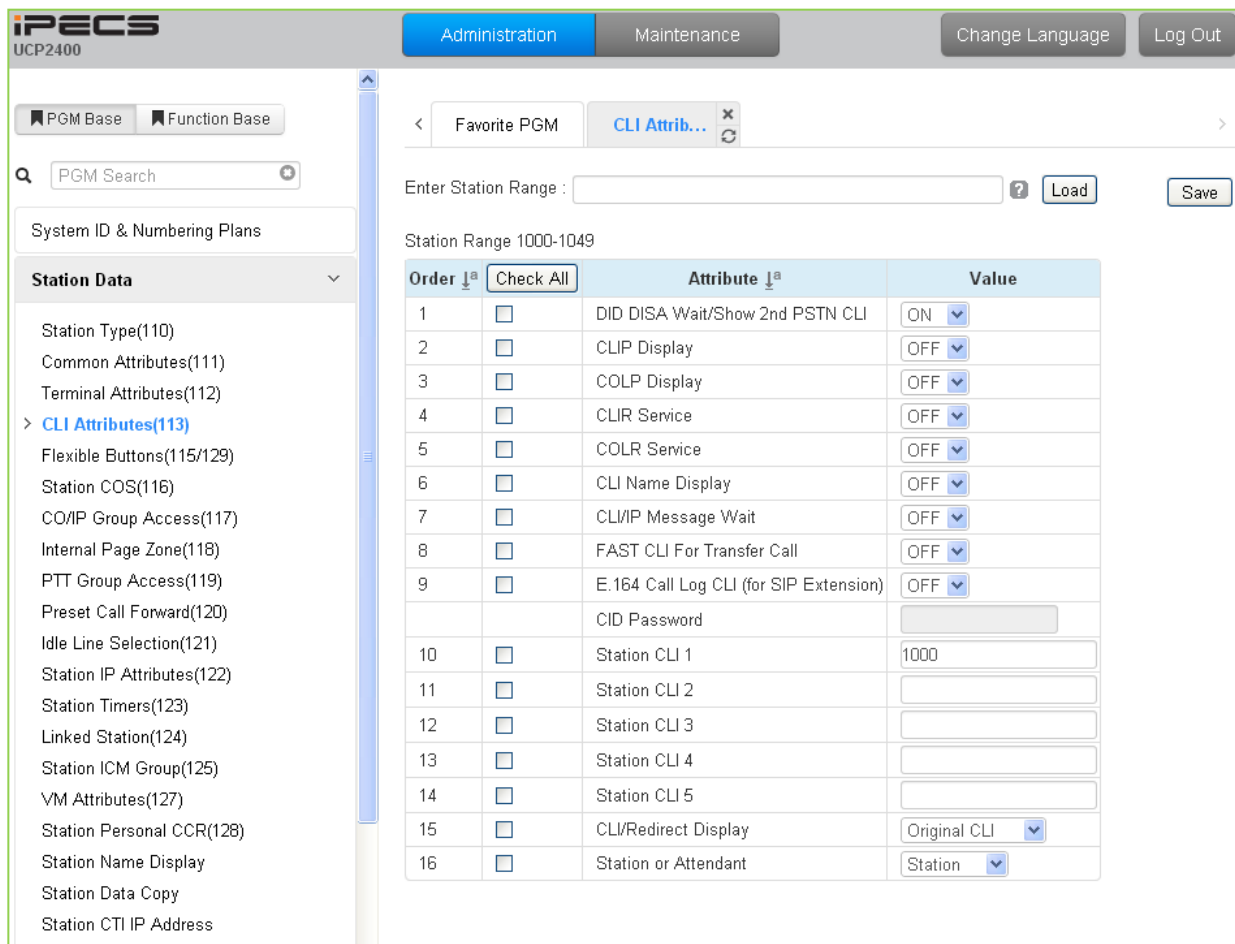 iPECS
UCP2400
Administration
Maintenance
Change Language
Log Out
PGM Base
Function Base
PGM Search
System ID & Numbering Plans
Station Data
Station Type(110)
Common Attributes(111)
Terminal Attributes(112)
> CLI Attributes(113)
Flexible Buttons(115/129)
Station COS(116)
CO/IP Group Access(117)
Internal Page Zone(118)
PTT Group Access(119)
Preset Call Forward(120)
Idle Line Selection(121)
Station IP Attributes(122)
Station Timers(123)
Linked Station(124)
Station ICM Group(125)
VM Attributes(127)
Station Personal CCR(128)
Station Name Display
Station Data Copy
Station CTI IP Address
Favorite PGM
CLI Attrib...
Enter Station Range :
? Load
Save
Station Range 1000-1049
Order Check All Attribute Value
1 DID DISA Wait/Show 2nd PSTN CLI ON
2 CLIP Display OFF
3 COLP Display OFF
4 CLIR Service OFF
5 COLR Service OFF
6 CLI Name Display OFF
7 CLI/IP Message Wait OFF
8 FAST CLI For Transfer Call OFF
9 E.164 Call Log CLI (for SIP Extension) OFF
CID Password
10 Station CLI 1 1000
11 Station CLI 2
12 Station CLI 3
13 Station CLI 4
14 Station CLI 5
15 CLI/Redirect Display Original CLI
16 Station or Attendant Station